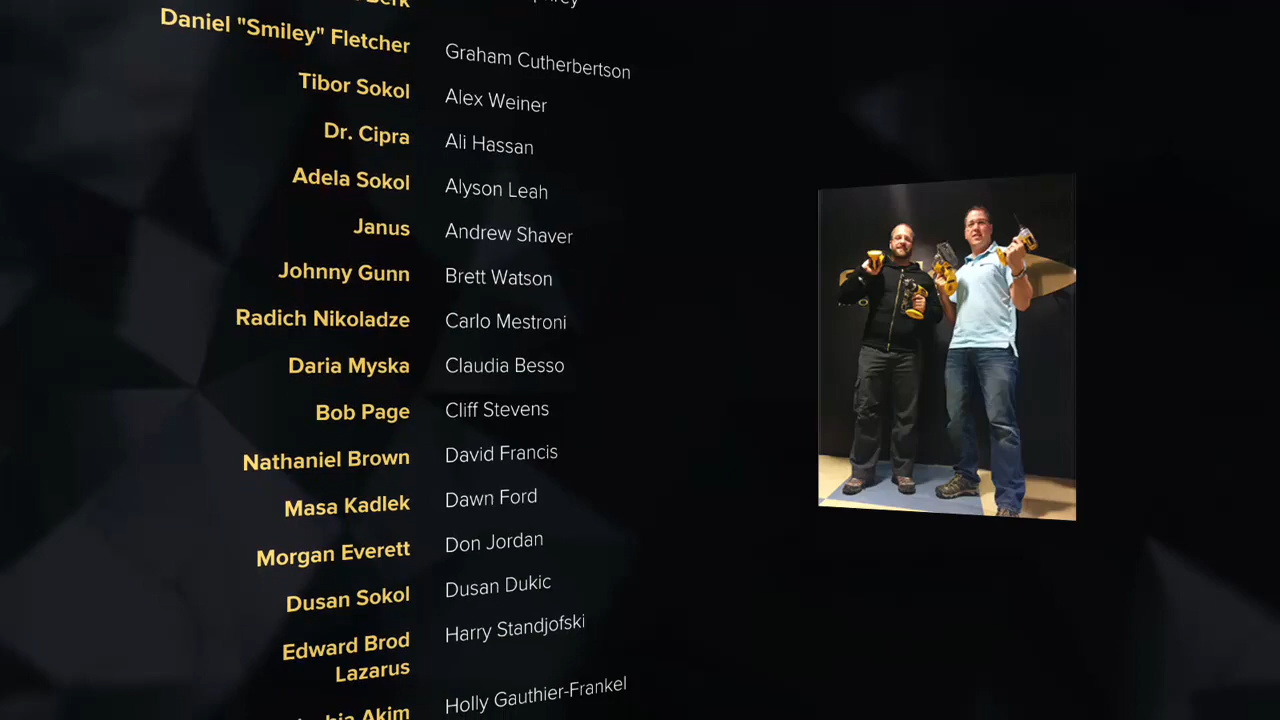 Daniel "Smiley" Fletcher Graham Cutherbertson
Tibor Sokol Alex Weiner
Dr. Cipra Ali Hassan
Adela Sokol Alyson Leah
Janus Andrew Shaver
Johnny Gunn Brett Watson
Radich Nikoladze Carlo Mestroni
Daria Myska Claudia Besso
Bob Page Cliff Stevens
Nathaniel Brown David Francis
Masa Kadlek Dawn Ford
Morgan Everett Don Jordan
Dusan Sokol Dusan Dukic
Edward Brod Harry Standjofski
Lazarus
Akim Holly Gauthier-Frankel